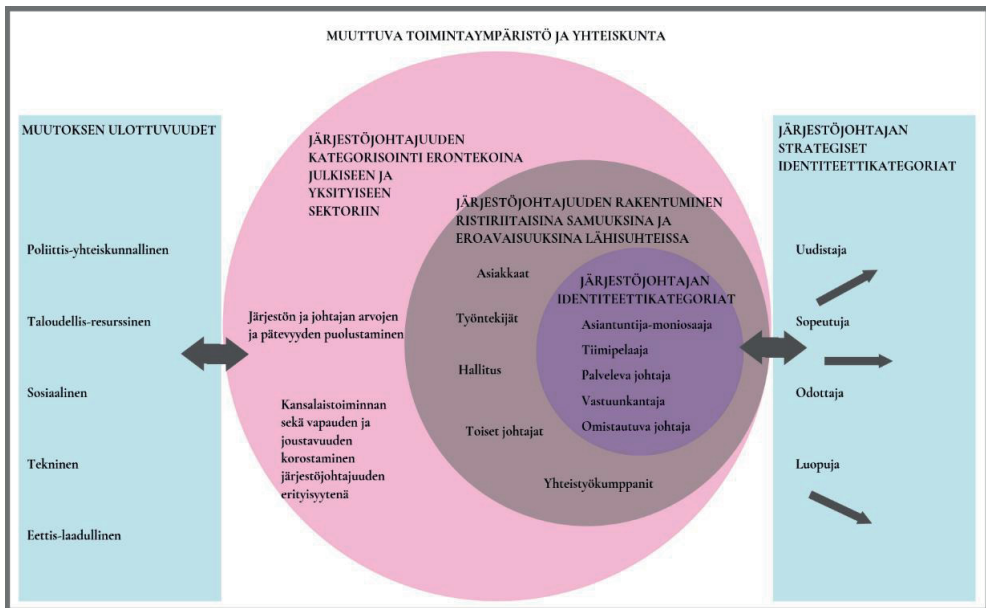 MUUTTUVA TOIMINTAYMPÄRISTÖ JA YHTEISKUNTA
MUUTOKSEN ULOTTUVUUDET
Poliittis-yhteiskunnallinen
Taloudellis-resurssinen
Sosiaalinen
Tekninen
Eettis-laadullinen
JÄRJESTÖJOHTAJUUDEN
KATEGORISOINTI ERONTEKOINA
JULKISEEN JA
YKSITYISEEN
SEKTORIIN
Järjestön ja johtajan arvojen
ja pätevyyden puolustaminen
Kansalaistoiminnan
sekä vapauden ja
joustavuuden
korostaminen
järjestöjohtajuuden
erityisyytenä
JÄRJESTÖJOHTAJUUDEN RAKENTUMINEN
RISTIRIITAISINA SAMUUKSINA JA
EROAVAISUUKSINA LÄHISUHTEISSA
Asiakkaat
Työntekijät
Hallitus
Toiset johtajat
Yhteistyökumppanit
JÄRJESTÖJOHTAJAN
IDENTITEETTIKATEGORIAT
Asiantuntija-moniosaaja
Tiimipelaaja
Palveleva johtaja
Vastuunkantaja
Omistautuva johtaja
JÄRJESTÖJOHTAJAN
STRATEGISET
IDENTITEETTIKATEGORIAT
Uudistaja
Sopeutuja
Odottaja
Luopuja